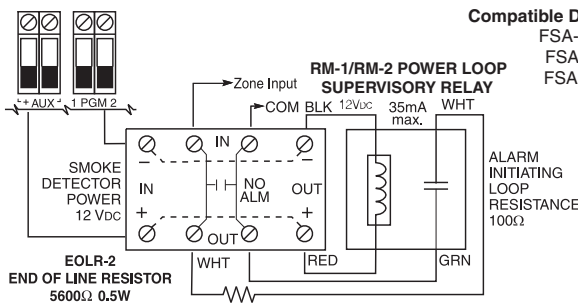 Compatible D
FSA-
FSA
FSA
RM-1/RM-2 POWER LOOP
SUPERVISORY RELAY
Zone Input
COM BLK 12VDC 35mA
max.
WHT
- + AUX - 1 PGM 2
IN
SMOKE
DETECTOR
POWER
12 VDC
- -
IN NO
ALM OUT
+ +
OUT
ALARM
INITIATING
LOOP
RESISTANCE
100Ω
WHT RED GRN
EOLR-2
END OF LINE RESISTOR
5600Ω 0.5W